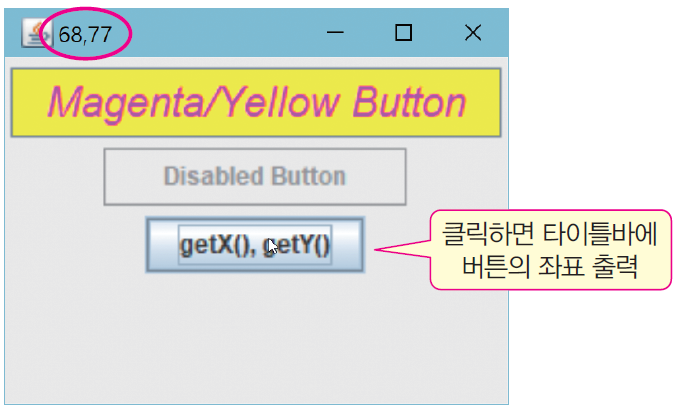 68,77
Magenta/Yellow Button
Disabled Button
getX(), getY()
클릭하면 타이틀바에
버튼의 좌표 출력